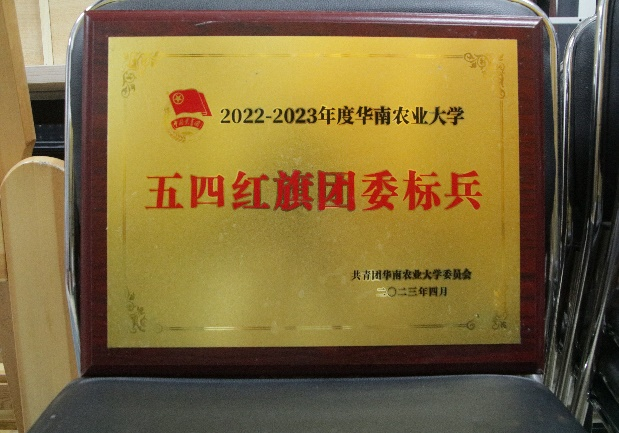 2022-2023年度华南农业大学
五四红旗团委标兵
共青团华南农业大学委员会
二〇二三年四月